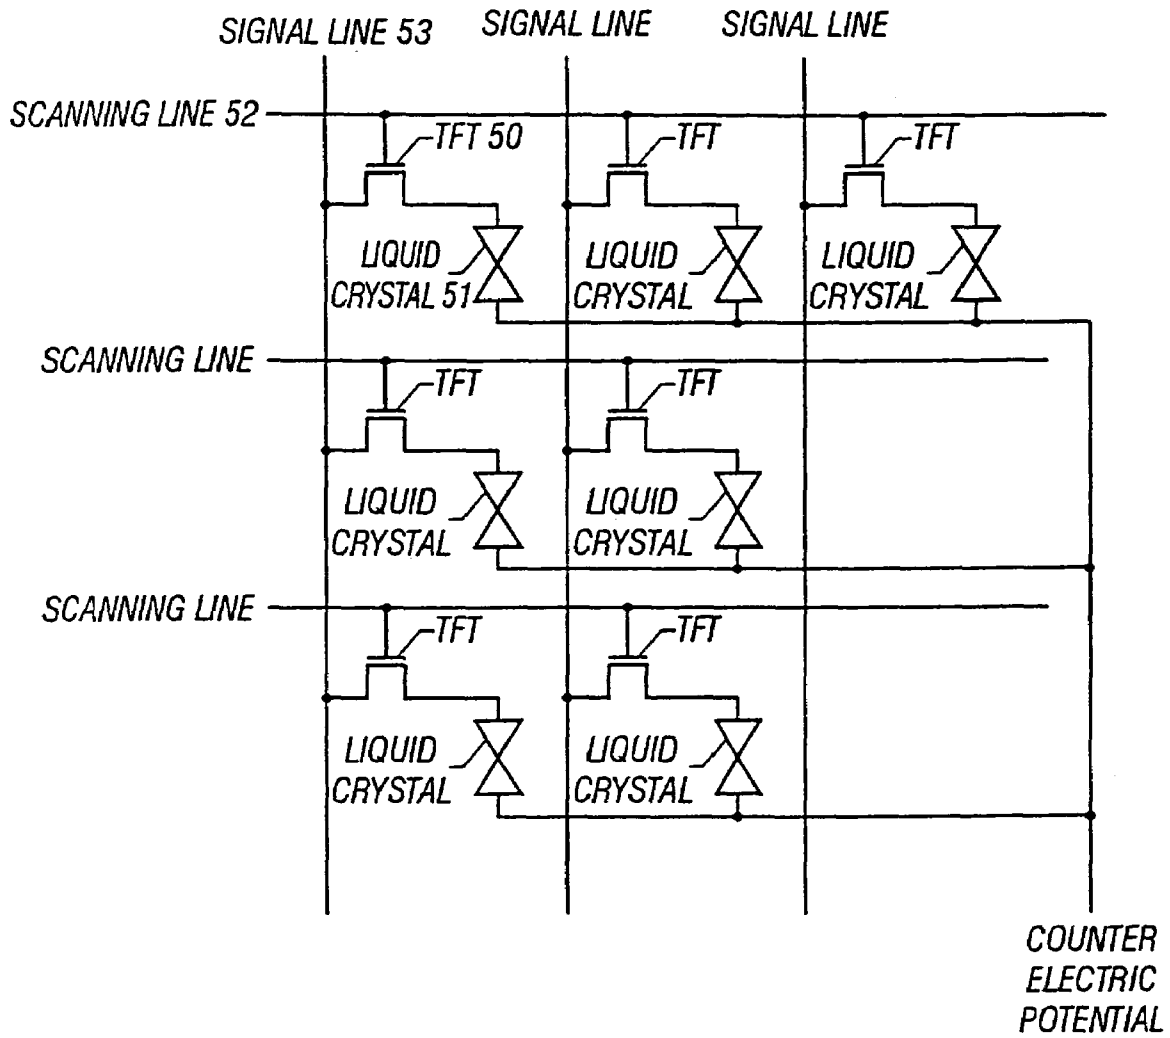 SIGNAL LINE 53
SIGNAL LINE
SIGNAL LINE
SCANNING LINE 52
TFT 50
TFT
TFT
LIQUID
CRYSTAL 51
LIQUID
CRYSTAL
LIQUID
CRYSTAL
SCANNING LINE
TFT
TFT
LIQUID
CRYSTAL
LIQUID
CRYSTAL
SCANNING LINE
TFT
TFT
LIQUID
CRYSTAL
LIQUID
CRYSTAL
COUNTER
ELECTRIC
POTENTIAL